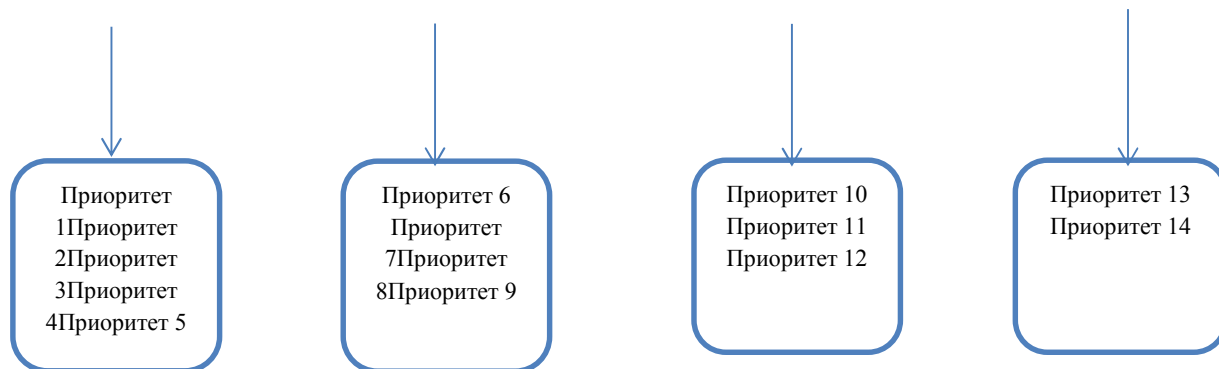 Приоритет
1Приоритет
2Приоритет
3Приоритет
4Приоритет 5
Приоритет 6
Приоритет
7Приоритет
8Приоритет 9
Приоритет 10
Приоритет 11
Приоритет 12
Приоритет 13
Приоритет 14